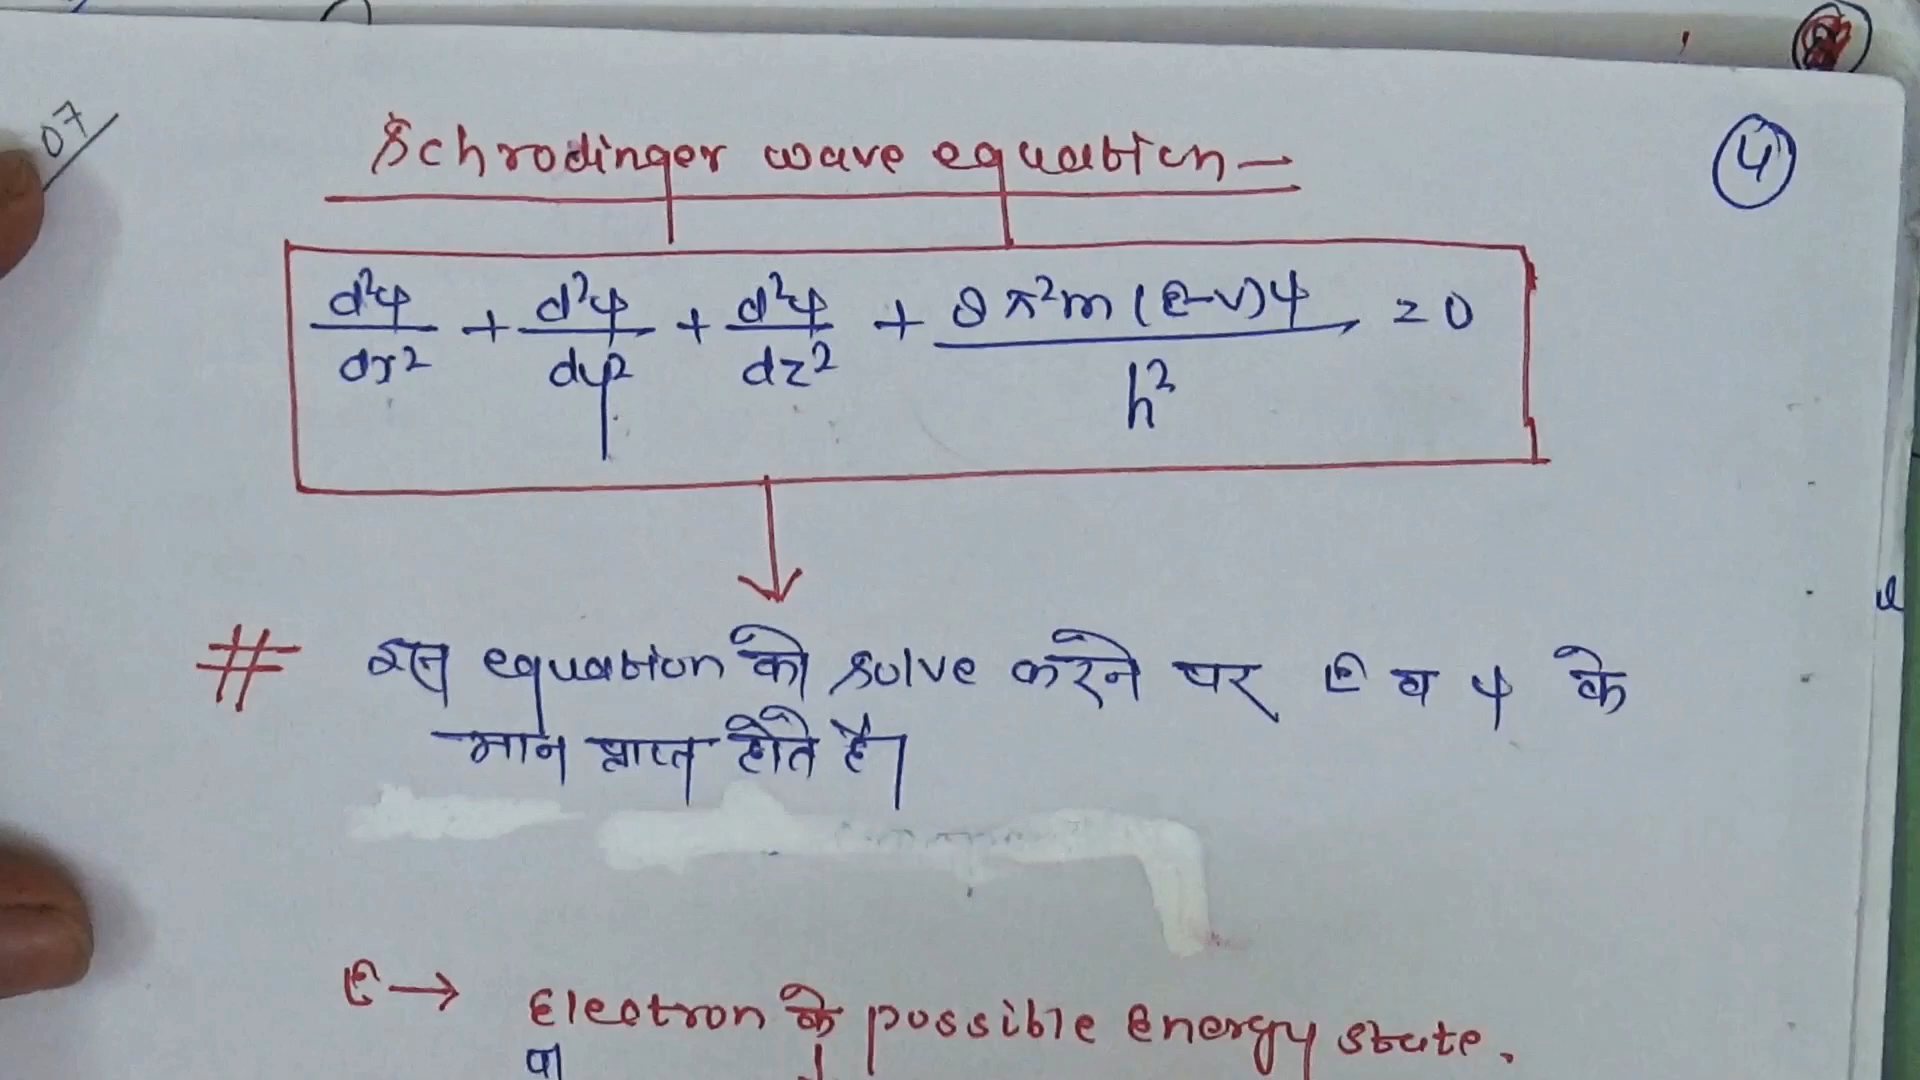 07
Schrodinger wave equation –
4
d²ψ/dx² + d²ψ/dy² + d²ψ/dz² + 8π²m(E-V)ψ/h² = 0
# इस equation को solve करने पर E व ψ के
मान प्राप्त होते है।
E → Electron के possible energy state.
या